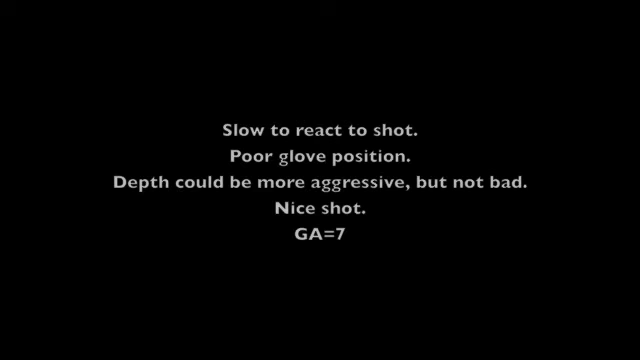 Slow to react to shot.
Poor glove position.
Depth could be more aggressive, but not bad.
Nice shot.
GA=7